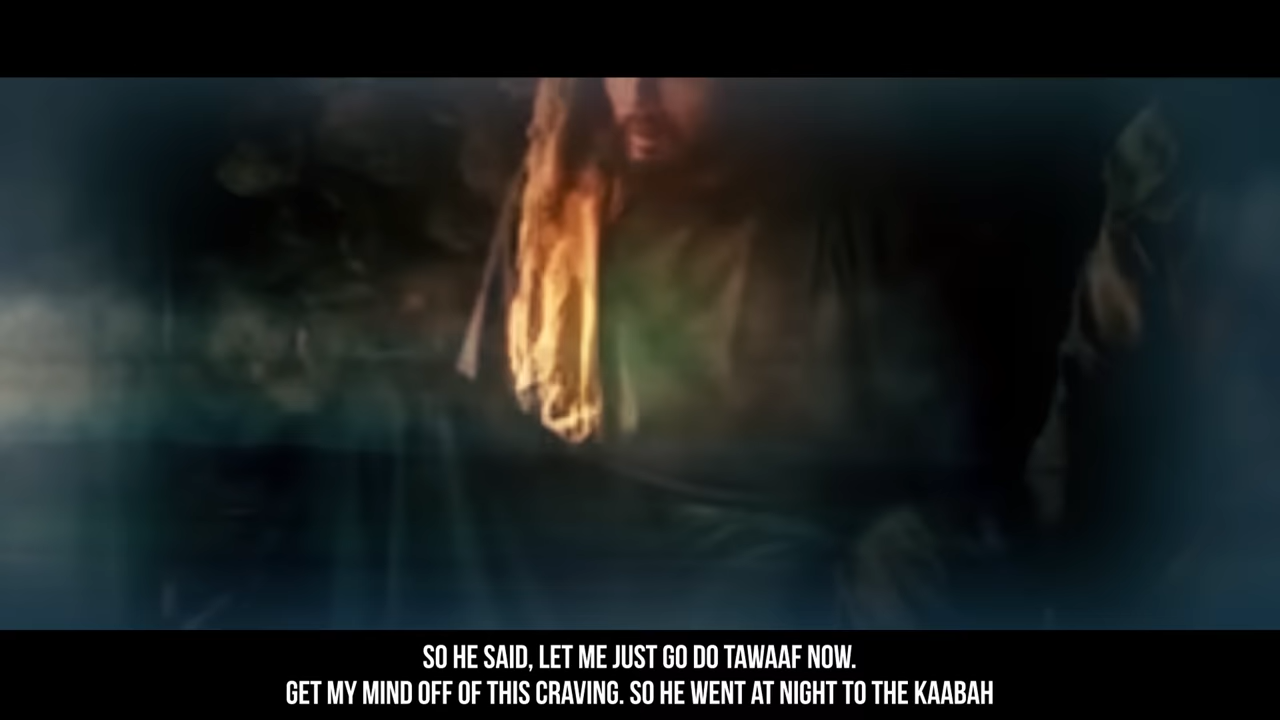 SO HE SAID, LET ME JUST GO DO TAWAAF NOW.
GET MY MIND OFF OF THIS CRAVING. SO HE WENT AT NIGHT TO THE KAABAH